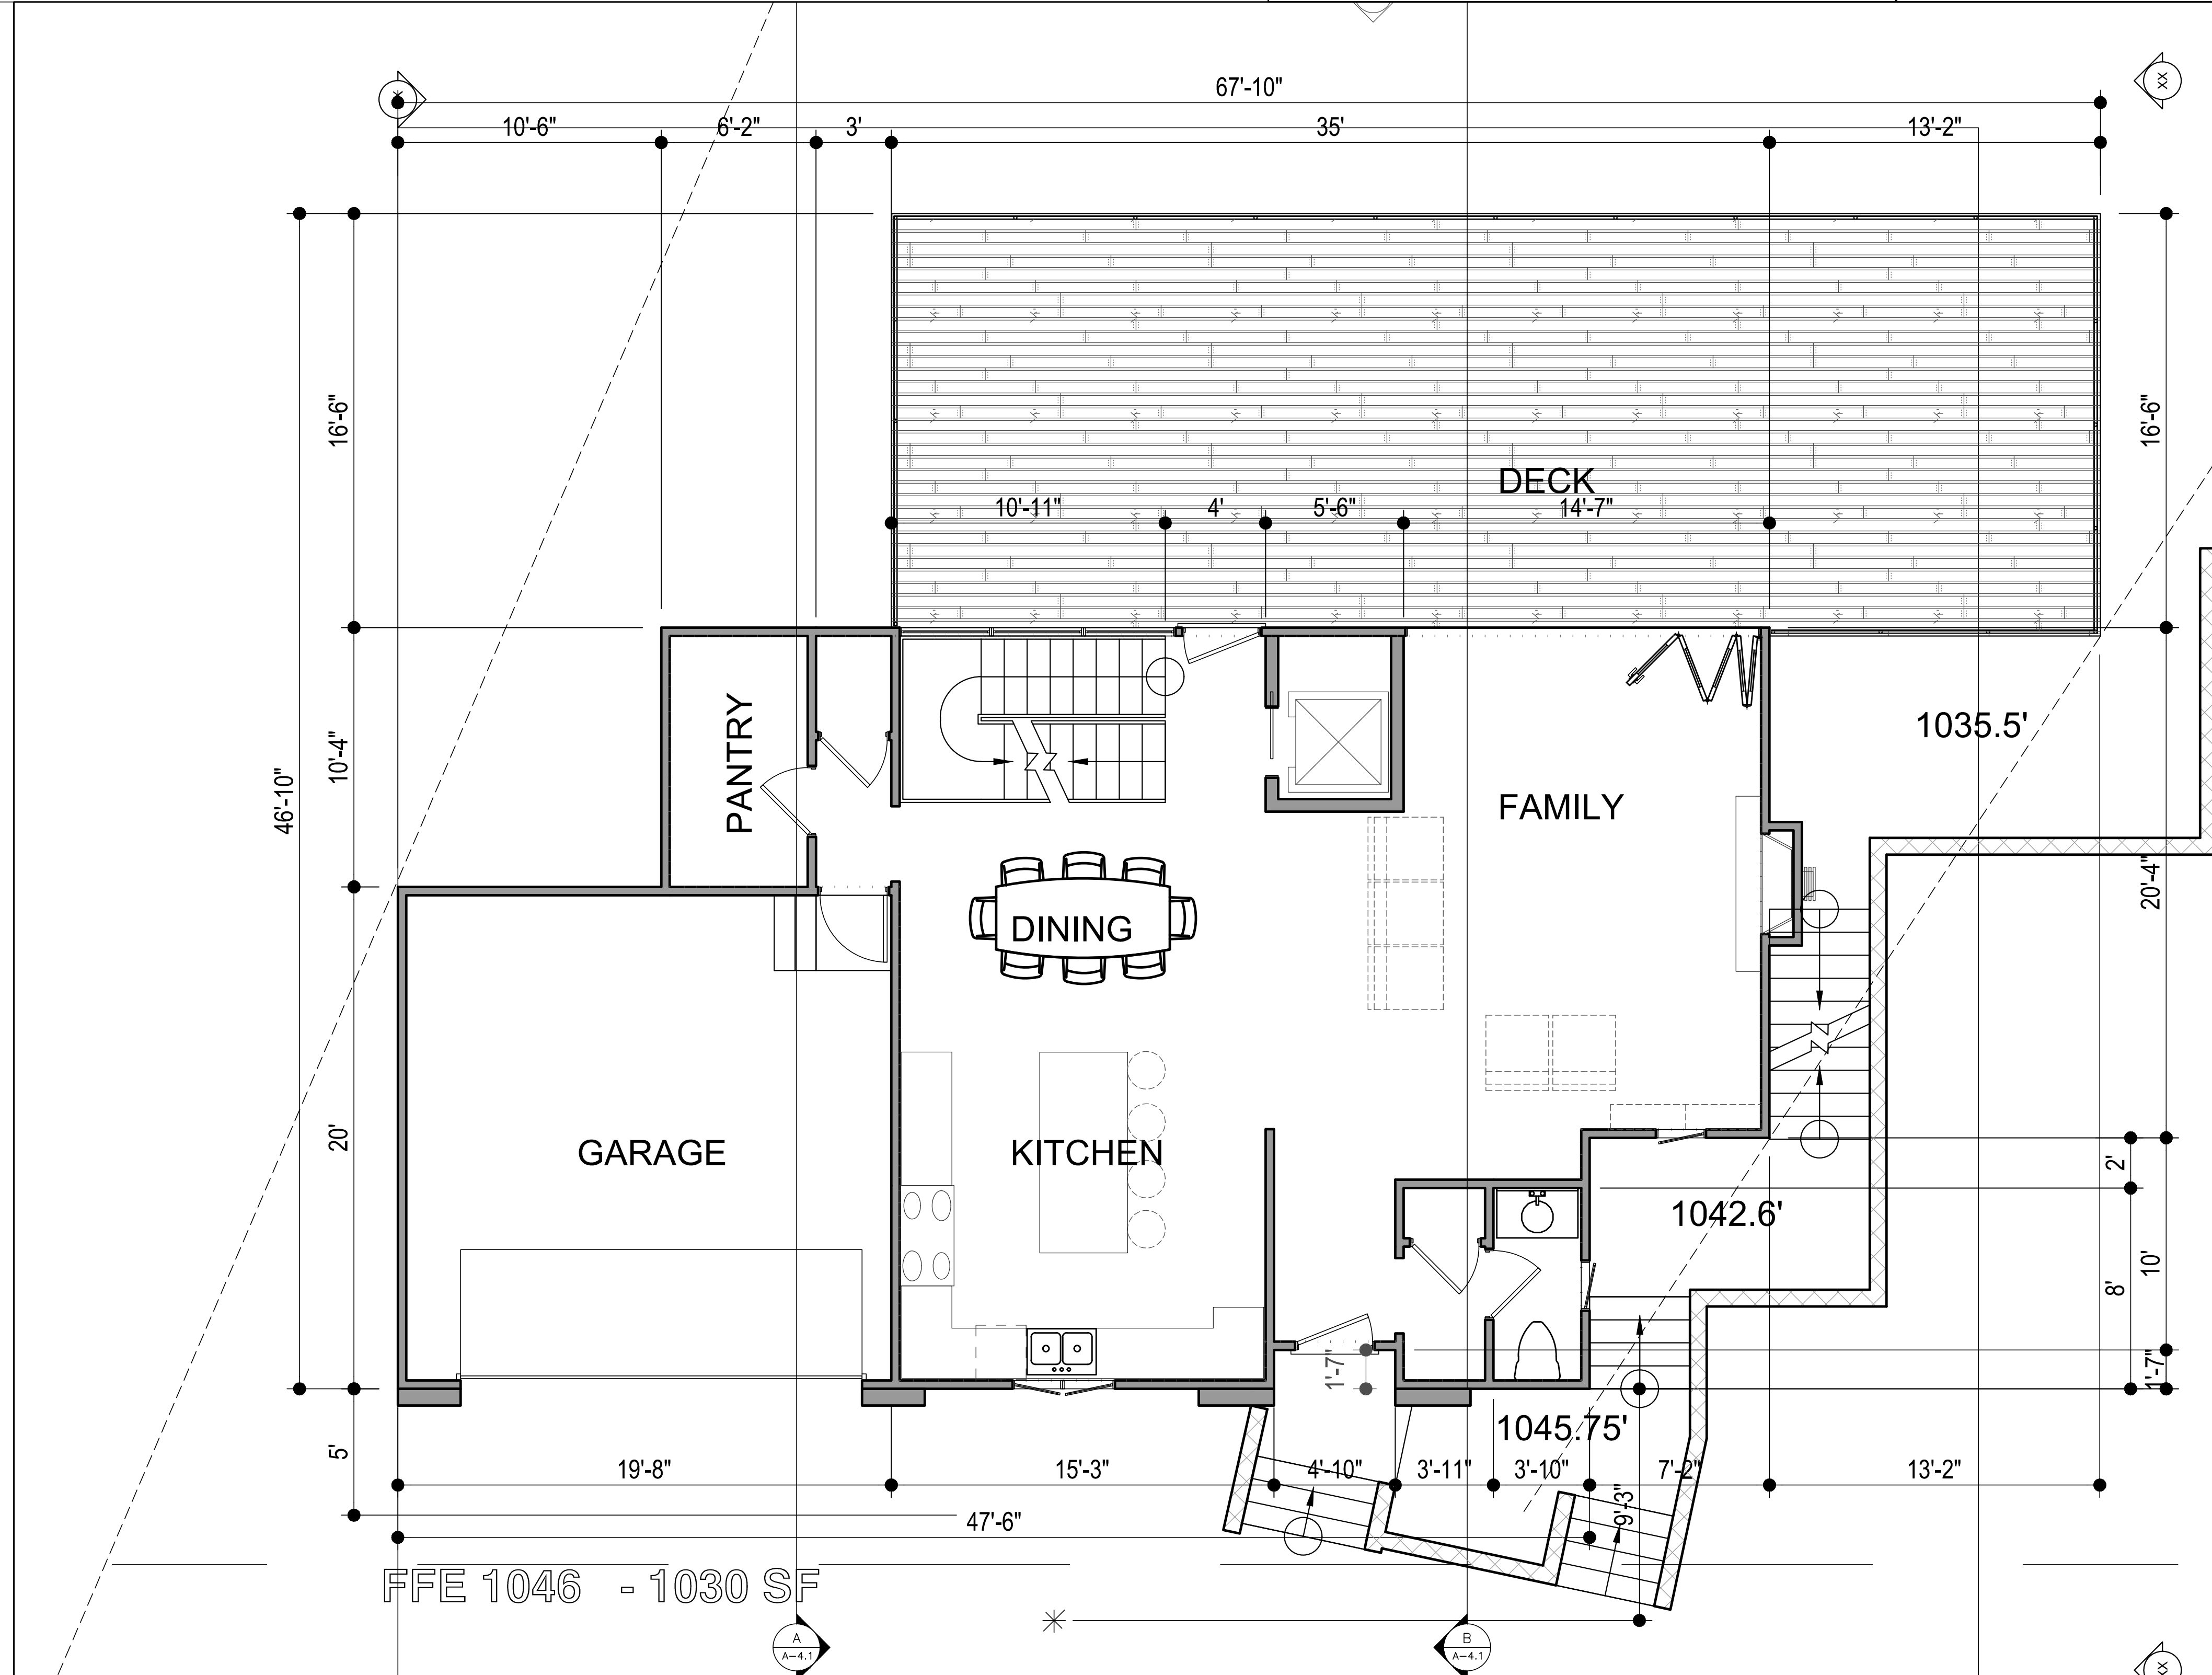 67'-10"
10'-6" 6'-2" 3' 35' 13'-2"
XX
16'-6"
16'-6"
DECK
10'-11" 4' 5'-6" 14'-7"
46'-10"
10'-4"
PANTRY
FAMILY
1035.5'
20'-4"
DINING
20'
GARAGE
KITCHEN
2'
1042.6'
10'
8'
1'-7"
1'-7"
1045.75'
5'
19'-8" 15'-3" 4'-10" 3'-11" 3'-10" 7'-2" 13'-2"
9'-3"
47'-6"
FFE 1046 - 1030 SF
A
A-4.1
B
A-4.1